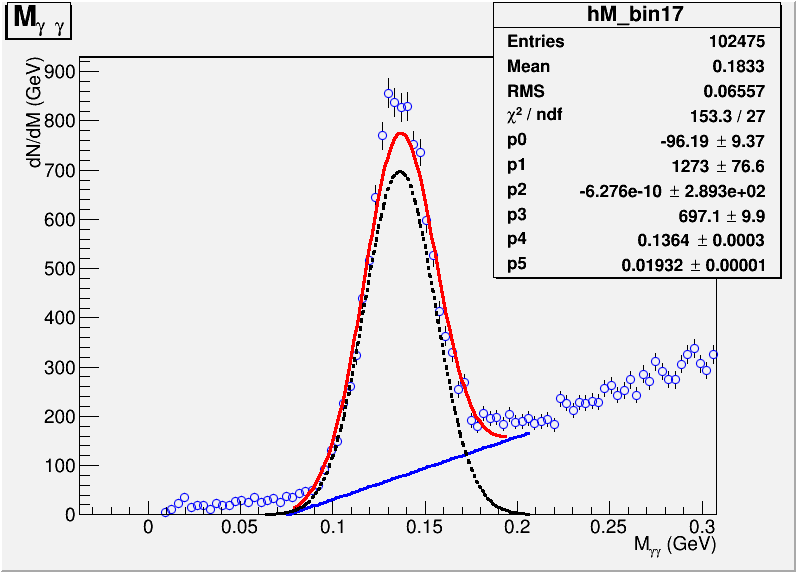 M_γ γ
hM_bin17
Entries 102475
Mean 0.1833
RMS 0.06557
χ² / ndf 153.3 / 27
p0 -96.19 ± 9.37
p1 1273 ± 76.6
p2 -6.276e-10 ± 2.893e+02
p3 697.1 ± 9.9
p4 0.1364 ± 0.0003
p5 0.01932 ± 0.00001
dN/dM (GeV)
900
800
700
600
500
400
300
200
100
0
0 0.05 0.1 0.15 0.2 0.25 0.3
M_γγ (GeV)